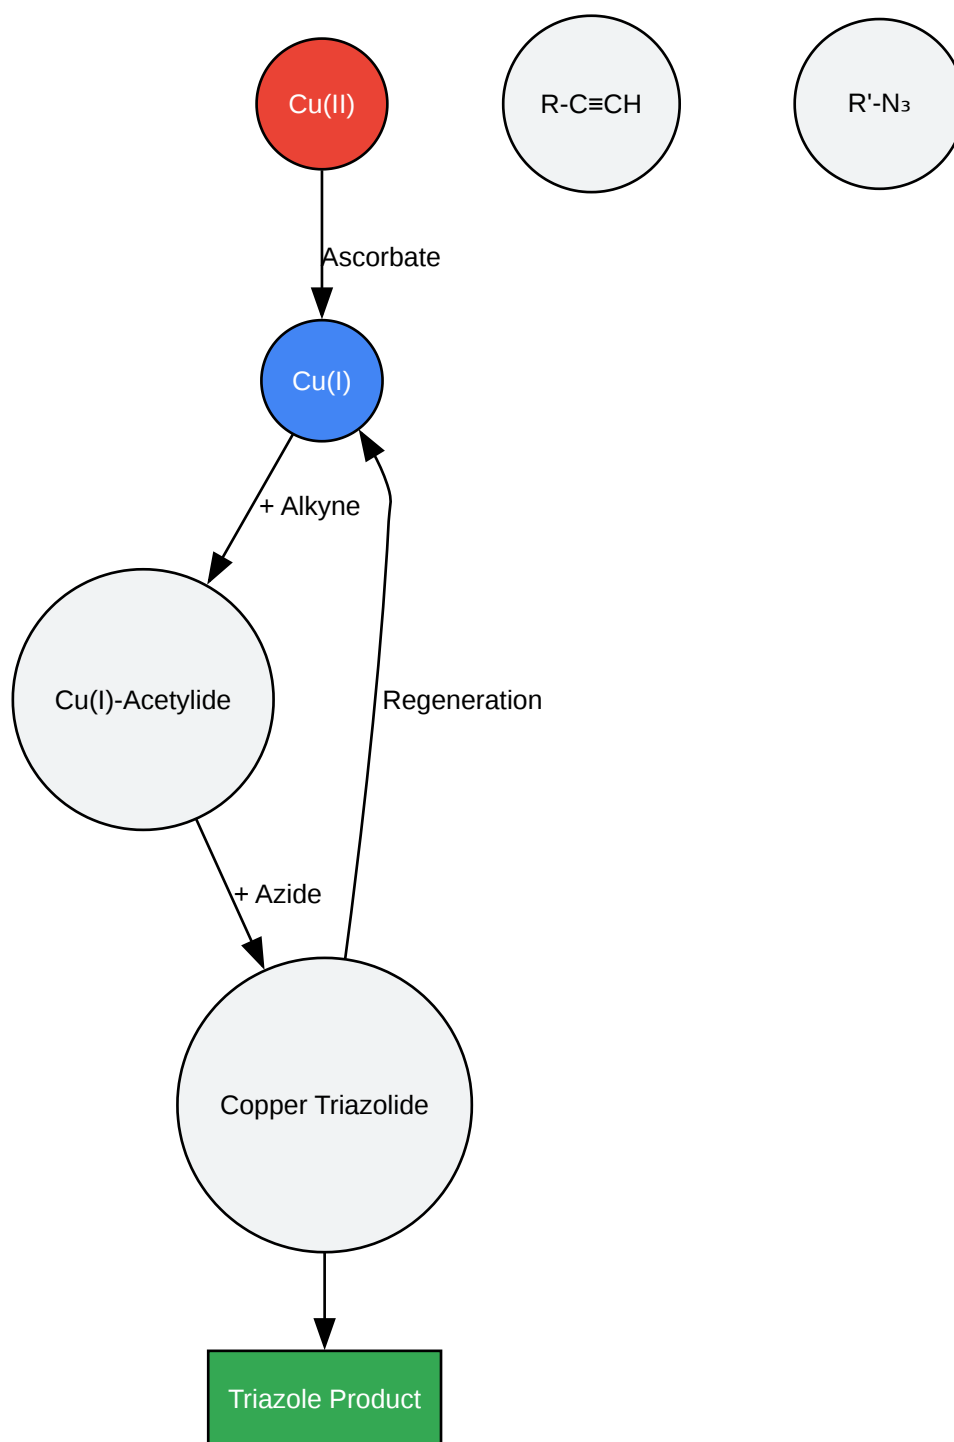 Cu(II)
R-C≡CH
R'-N₃
Ascorbate
Cu(I)
+ Alkyne
Cu(I)-Acetylide
Regeneration
+ Azide
Copper Triazolide
Triazole Product